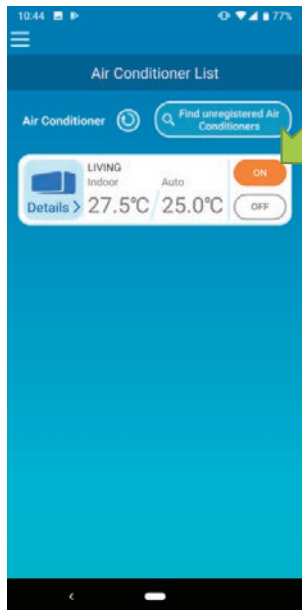 10:44 77%
Air Conditioner List
Air Conditioner
Find unregistered Air
Conditioners
LIVING
Indoor Auto
27.5℃ 25.0℃
Details >
ON
OFF